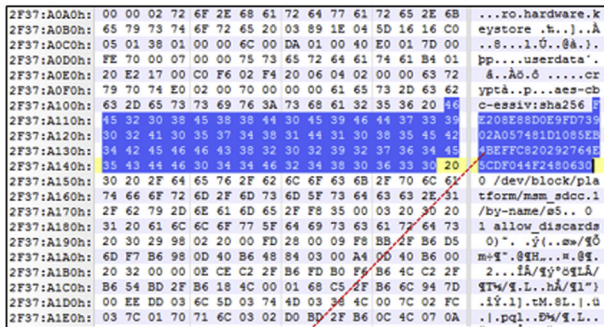 2F37:A0A0h: 00 00 02 72 6F 2E 68 61 72 64 77 61 72 65 2E 6B ...ro.hardware.k
2F37:A0B0h: 65 79 73 74 6F 72 65 20 03 89 1E 04 5D 16 16 C0 eystore .‰..]..À
2F37:A0C0h: 05 01 38 01 00 00 6C 00 DA 01 00 40 E0 01 7D 00 ..8...l.Ú..@à.}.
2F37:A0D0h: FE 70 00 07 00 00 75 73 65 72 64 61 74 61 B4 01 þp....userdata´.
2F37:A0E0h: 20 E2 17 00 C0 F6 02 F4 20 06 04 02 00 00 63 72 â..Àö.ô .....cr
2F37:A0F0h: 79 70 74 E0 02 00 70 00 00 00 61 65 73 2D 63 62 yptà..p...aes-cb
2F37:A100h: 63 2D 65 73 73 69 76 3A 73 68 61 32 35 36 20 46 c-essiv:sha256 F
2F37:A110h: 45 32 30 38 45 38 38 44 30 45 39 46 44 37 33 39 E208E88D0E9FD739
2F37:A120h: 30 32 41 30 35 37 34 38 31 44 31 30 38 35 45 42 02A057481D1085EB
2F37:A130h: 34 42 45 46 46 43 38 32 30 32 39 32 37 36 34 45 4BEFFC820292764E
2F37:A140h: 35 43 44 46 30 34 34 46 32 34 38 30 36 33 30 20 5CDF044F2480630
2F37:A150h: 30 20 2F 64 65 76 2F 62 6C 6F 63 6B 2F 70 6C 61 0 /dev/block/pla
2F37:A160h: 74 66 6F 72 6D 2F 6D 73 6D 5F 73 64 63 63 2E 31 tform/msm_sdcc.1
2F37:A170h: 2F 62 79 2D 6E 61 6D 65 2F F8 35 00 03 20 30 20 /by-name/ø5.. 0
2F37:A180h: 31 20 61 6C 6C 6F 77 5F 64 69 73 63 61 72 64 73 1 allow_discards
2F37:A190h: 20 30 29 98 02 20 00 FD 28 00 09 F8 BB 2F B6 D5 0)˜. .ý(..ø»/¶Õ
2F37:A1A0h: 6D F7 B6 98 0D 40 B6 48 84 03 00 A4 0D 40 B6 00 m÷¶˜.@¶H„..¤.@¶.
2F37:A1B0h: 20 32 00 00 0E CE C2 2F B6 FD B0 F6 B6 4C C2 2F 2...ÎÂ/¶ý°ö¶LÂ/
2F37:A1C0h: B6 54 BD 2F B6 18 4C 00 01 68 C5 2F B6 6C 94 7D ¶T½/¶.L..hÅ/¶l”}
2F37:A1D0h: 00 EE DD 03 6C 5D 03 74 4D 03 38 4C 00 7C 02 FC .îÝ.l].tM.8L.|.ü
2F37:A1E0h: 03 7C 01 70 71 6C 03 02 D0 BD 2F B6 0C 4C 07 0A .|.pql..Ð½/¶.L..